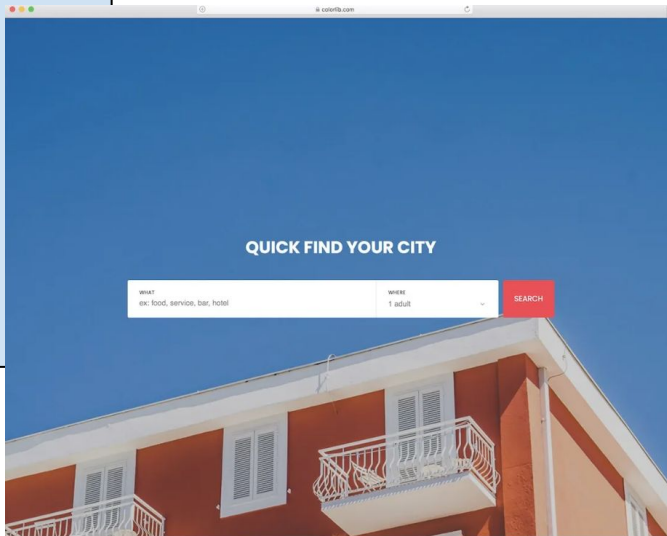 colorlib.com
QUICK FIND YOUR CITY
WHAT
ex: food, service, bar, hotel
WHERE
1 adult
SEARCH